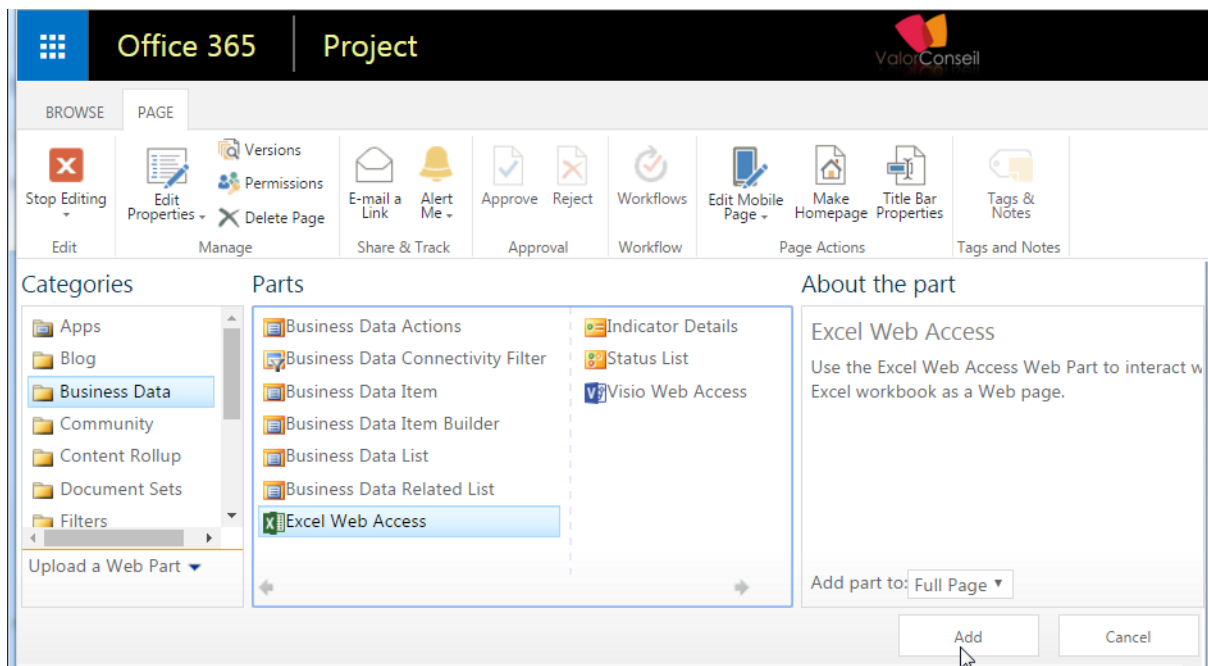 Office 365 Project
ValorConseil
BROWSE PAGE
Stop Editing
Edit
Edit Properties
Versions
Permissions
Delete Page
Manage
E-mail a Link
Alert Me
Share & Track
Approve Reject
Approval
Workflows
Workflow
Edit Mobile Page
Make Homepage
Title Bar Properties
Page Actions
Tags & Notes
Tags and Notes
Categories
Apps
Blog
Business Data
Community
Content Rollup
Document Sets
Filters
Upload a Web Part
Parts
Business Data Actions
Business Data Connectivity Filter
Business Data Item
Business Data Item Builder
Business Data List
Business Data Related List
Excel Web Access
Indicator Details
Status List
Visio Web Access
About the part
Excel Web Access
Use the Excel Web Access Web Part to interact w
Excel workbook as a Web page.
Add part to: Full Page
Add Cancel